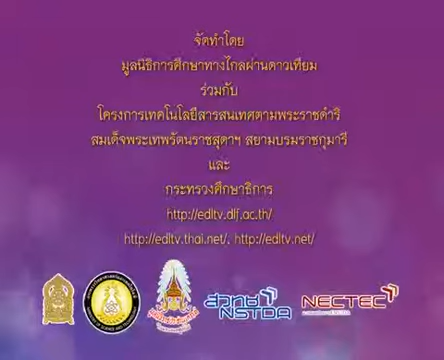 จัดทำโดย
มูลนิธิการศึกษาทางไกลผ่านดาวเทียม
ร่วมกับ
โครงการเทคโนโลยีสารสนเทศตามพระราชดำริ
สมเด็จพระเทพรัตนราชสุดาฯ สยามบรมราชกุมารี
และ
กระทรวงศึกษาธิการ
http://edltv.dlf.ac.th/
http://edltv.thai.net/, http://edltv.net/
สวทช
NSTDA
NECTEC